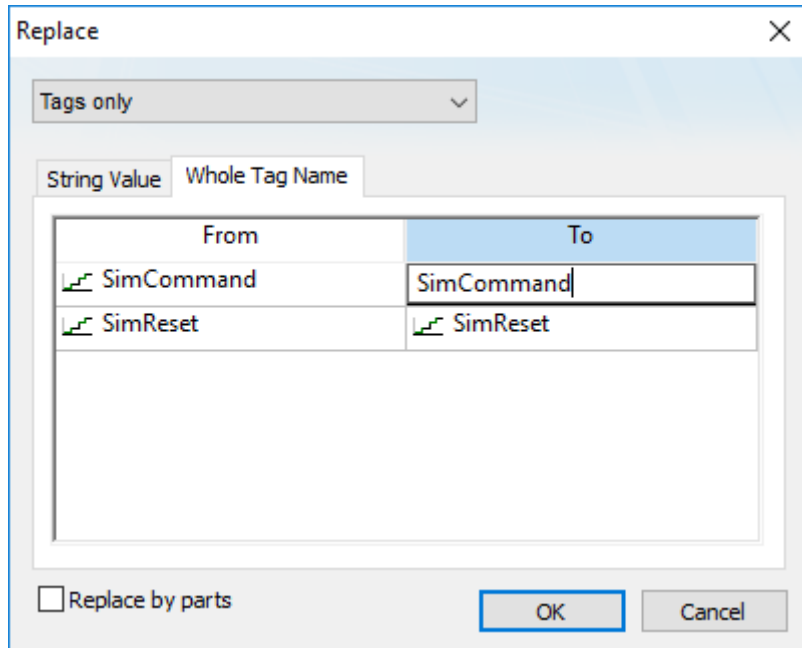 Replace
Tags only
String Value Whole Tag Name
From To
SimCommand SimCommand
SimReset SimReset
Replace by parts OK Cancel